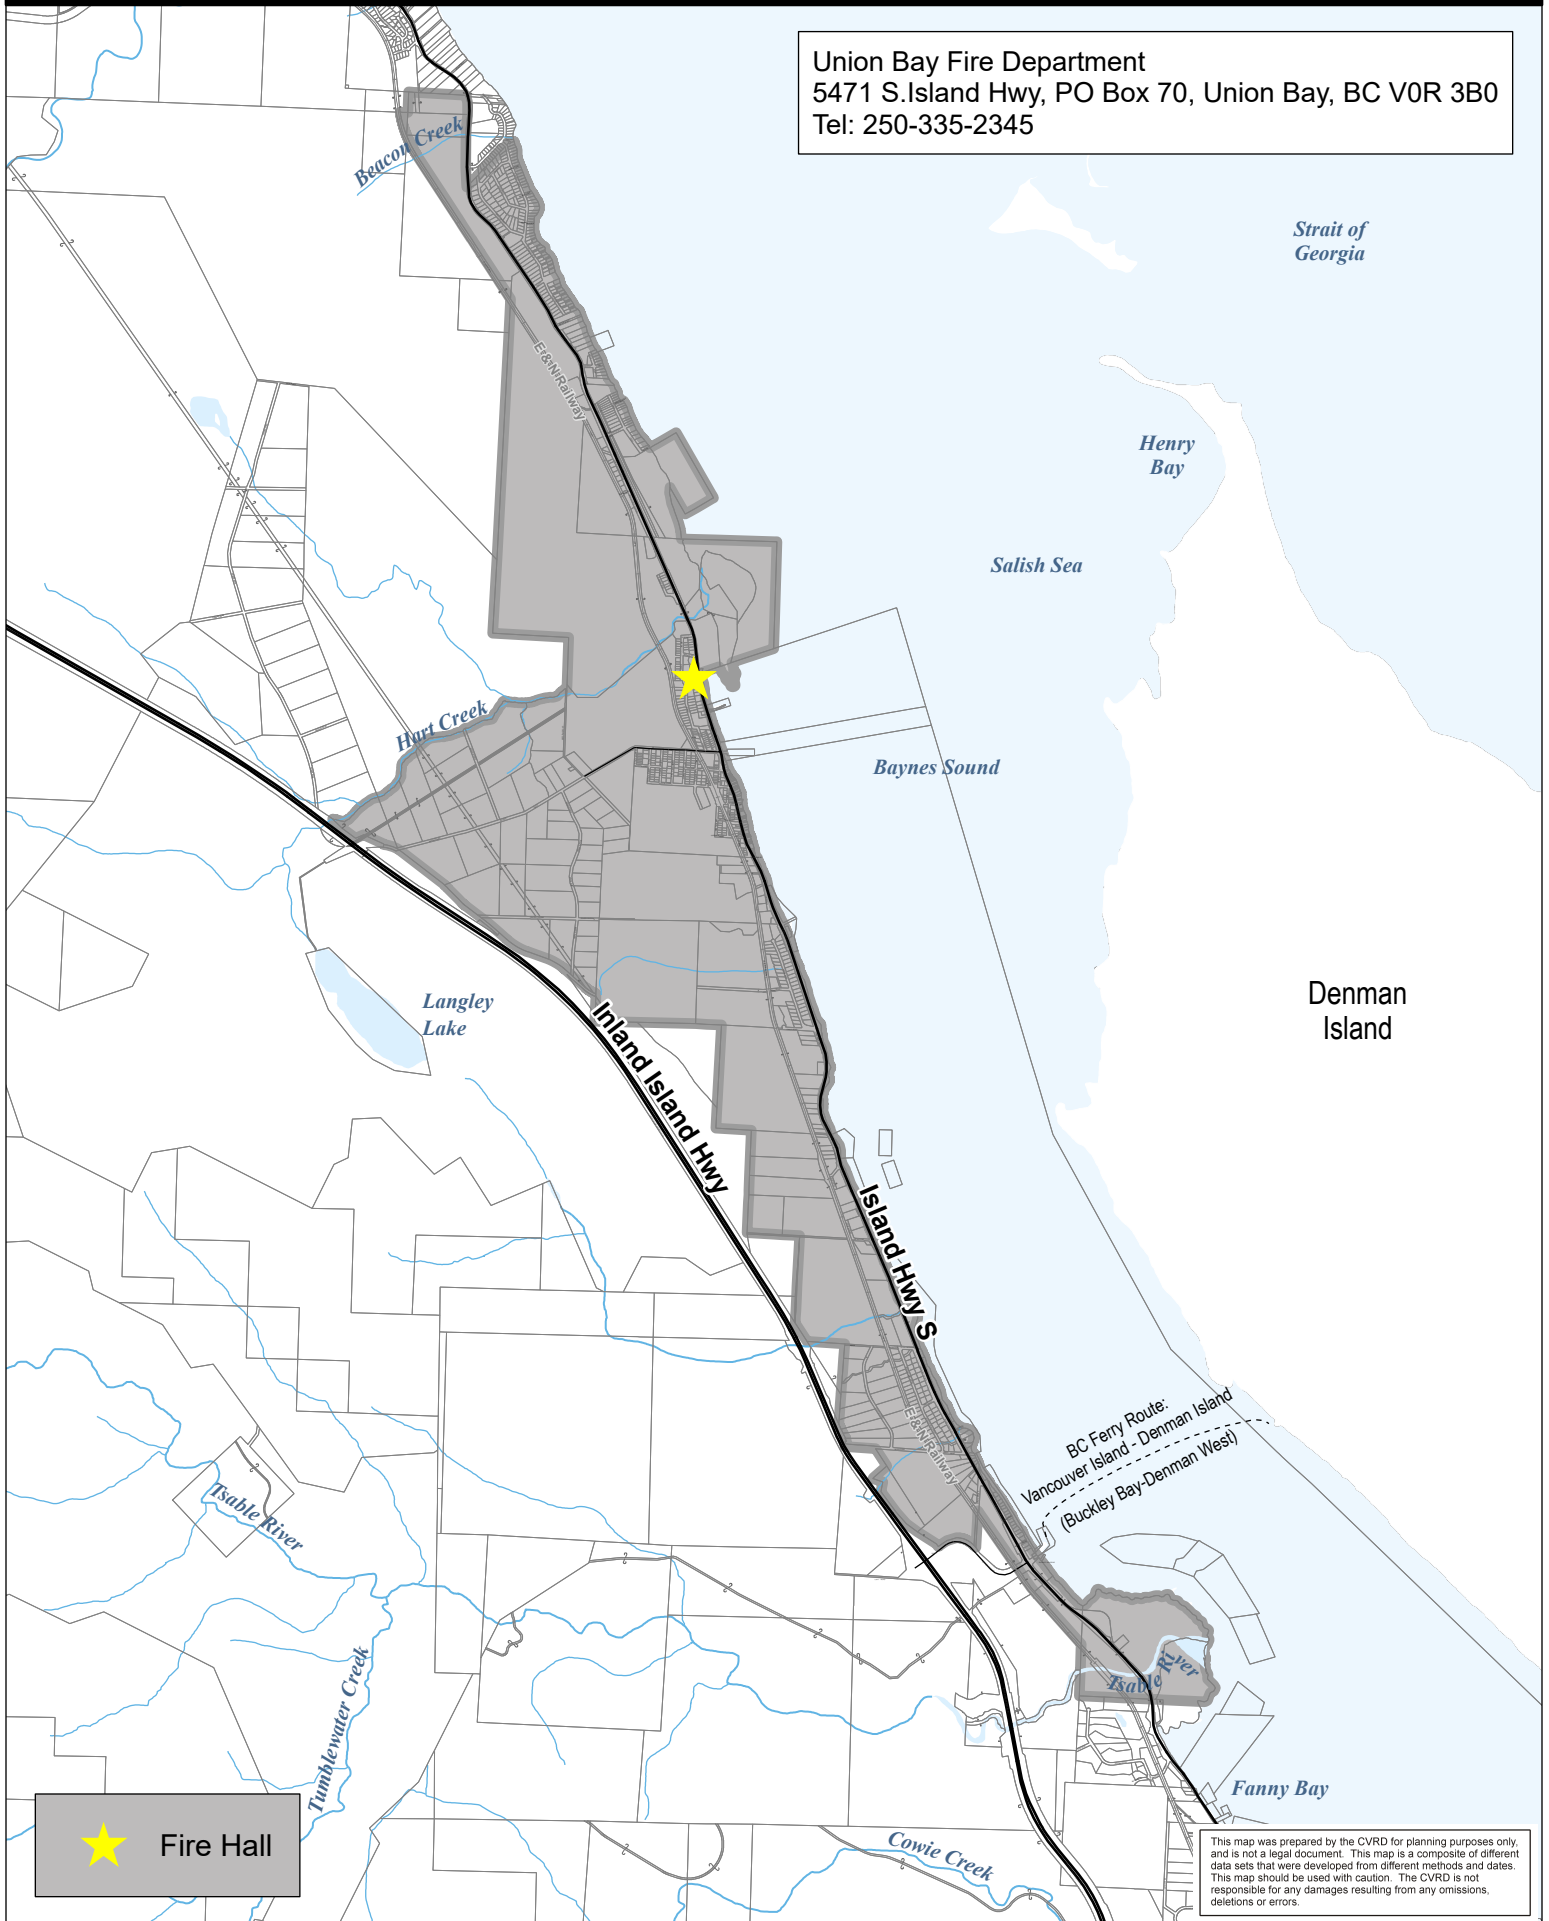 Union Bay Fire Department
5471 S.Island Hwy, PO Box 70, Union Bay, BC V0R 3B0
Tel: 250-335-2345
Beacon Creek
Strait of
Georgia
E & N Railway
Henry
Bay
Salish Sea
Hart Creek
Baynes Sound
Langley
Lake
Denman
Island
Inland Island Hwy
Island Hwy S
BC Ferry Route:
Vancouver Island - Denman Island
(Buckley Bay-Denman West)
E & N Railway
Tsable River
Tsable River
Tumblewater Creek
Fanny Bay
Cowie Creek
Fire Hall
This map was prepared by the CVRD for planning purposes only,
and is not a legal document. This map is a composite of different
data sets that were developed from different methods and dates.
This map should be used with caution. The CVRD is not
responsible for any damages resulting from any omissions,
deletions or errors.